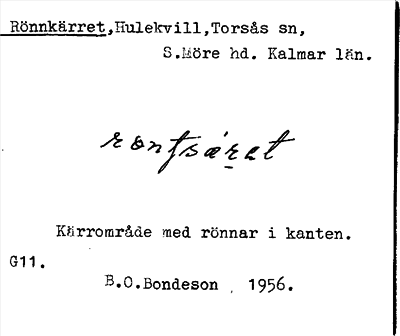 Rönnkärret,Hulekvill,Torsås sn,
S.Möre hd. Kalmar län.
Kärrområde med rönnar i kanten.
G11.
B.O.Bondeson . 1956.